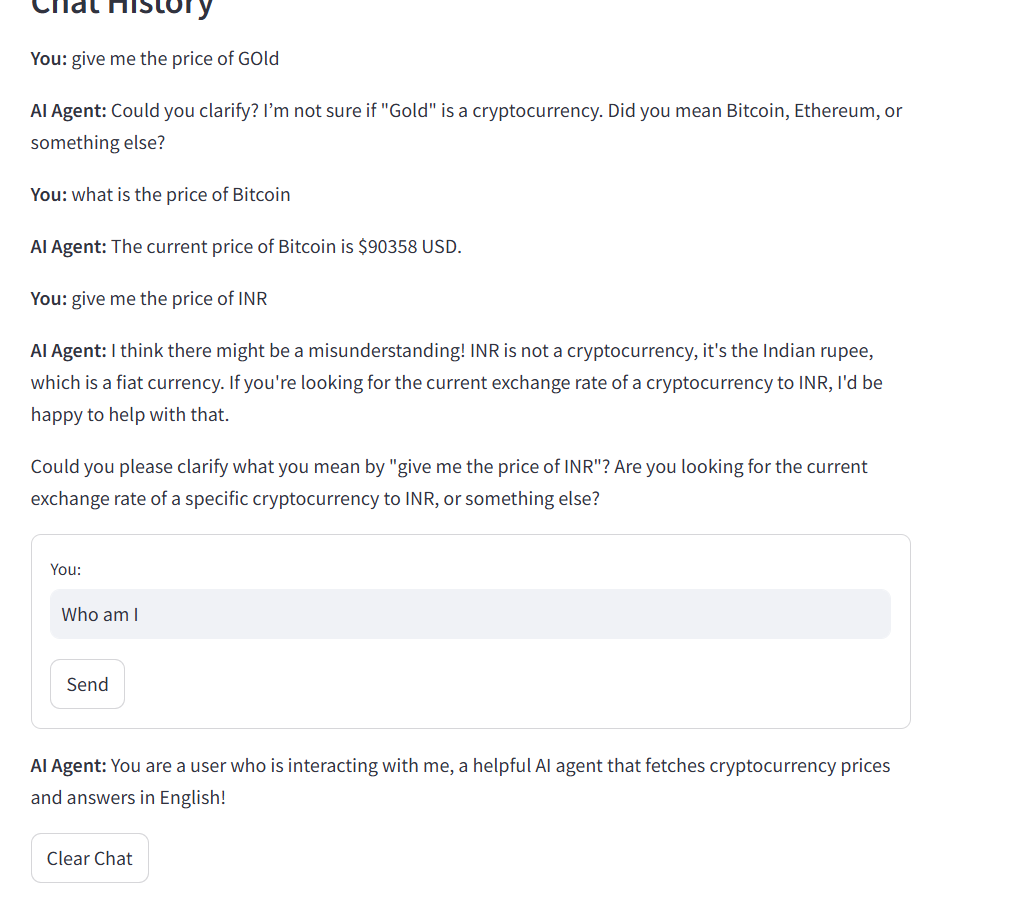 Chat History
You: give me the price of GOld
AI Agent: Could you clarify? I’m not sure if "Gold" is a cryptocurrency. Did you mean Bitcoin, Ethereum, or
something else?
You: what is the price of Bitcoin
AI Agent: The current price of Bitcoin is $90358 USD.
You: give me the price of INR
AI Agent: I think there might be a misunderstanding! INR is not a cryptocurrency, it's the Indian rupee,
which is a fiat currency. If you're looking for the current exchange rate of a cryptocurrency to INR, I'd be
happy to help with that.
Could you please clarify what you mean by "give me the price of INR"? Are you looking for the current
exchange rate of a specific cryptocurrency to INR, or something else?
You:
Who am I
Send
AI Agent: You are a user who is interacting with me, a helpful AI agent that fetches cryptocurrency prices
and answers in English!
Clear Chat